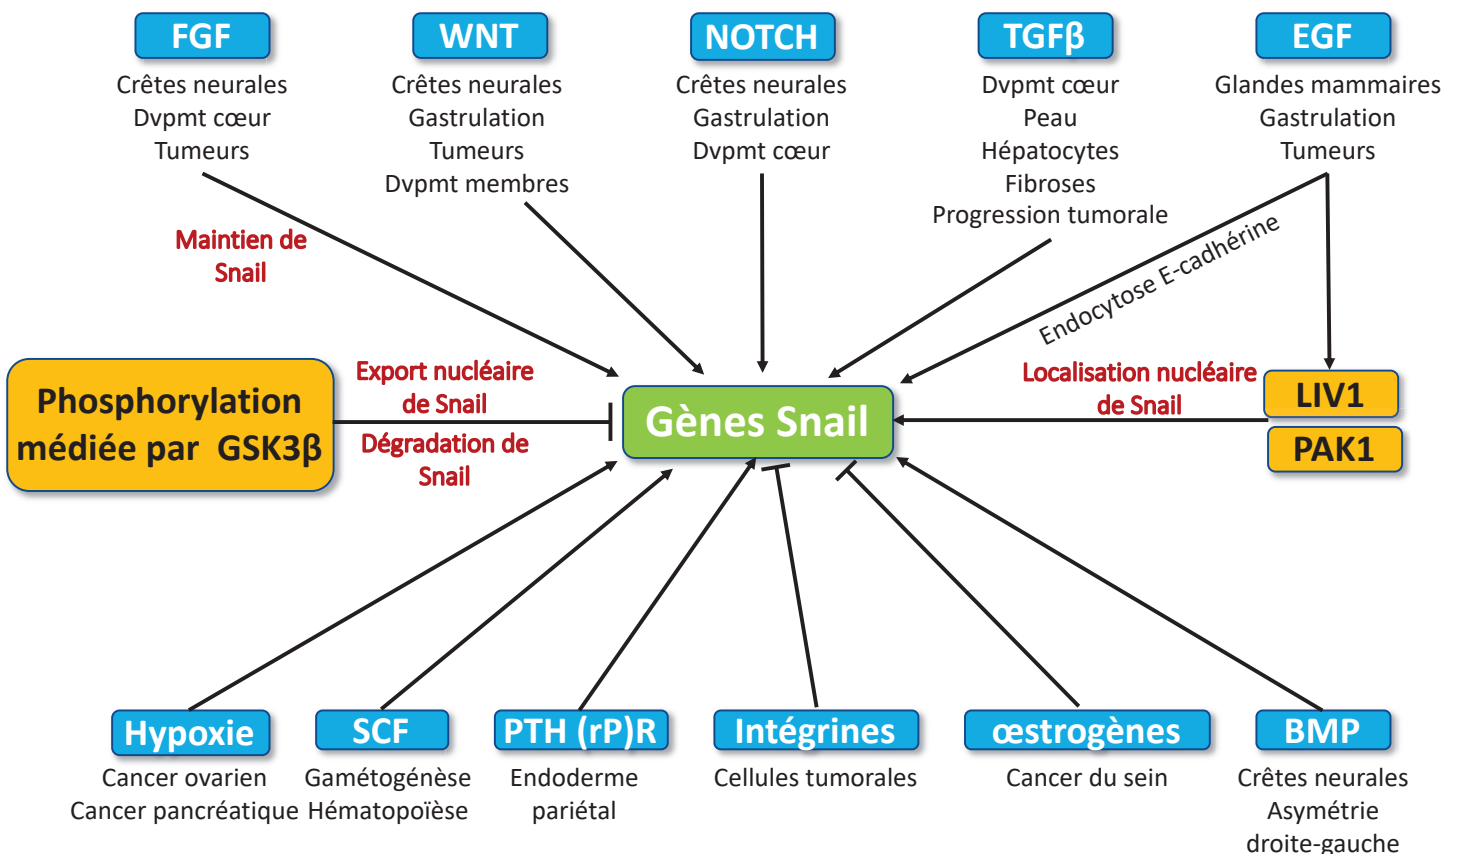 FGF
Crêtes neurales
Dvpmt cœur
Tumeurs
WNT
Crêtes neurales
Gastrulation
Tumeurs
Dvpmt membres
NOTCH
Crêtes neurales
Gastrulation
Dvpmt cœur
TGFβ
Dvpmt cœur
Peau
Hépatocytes
Fibroses
Progression tumorale
EGF
Glandes mammaires
Gastrulation
Tumeurs
Maintien de
Snail
Endocytose E-cadhérine
Phosphorylation
médiée par GSK3β
Export nucléaire
de Snail
Dégradation de
Snail
Gènes Snail
Localisation nucléaire
de Snail
LIV1
PAK1
Hypoxie
Cancer ovarien
Cancer pancréatique
SCF
Gamétogénèse
Hématopoïèse
PTH (rP)R
Endoderme
pariétal
Intégrines
Cellules tumorales
œstrogènes
Cancer du sein
BMP
Crêtes neurales
Asymétrie
droite-gauche